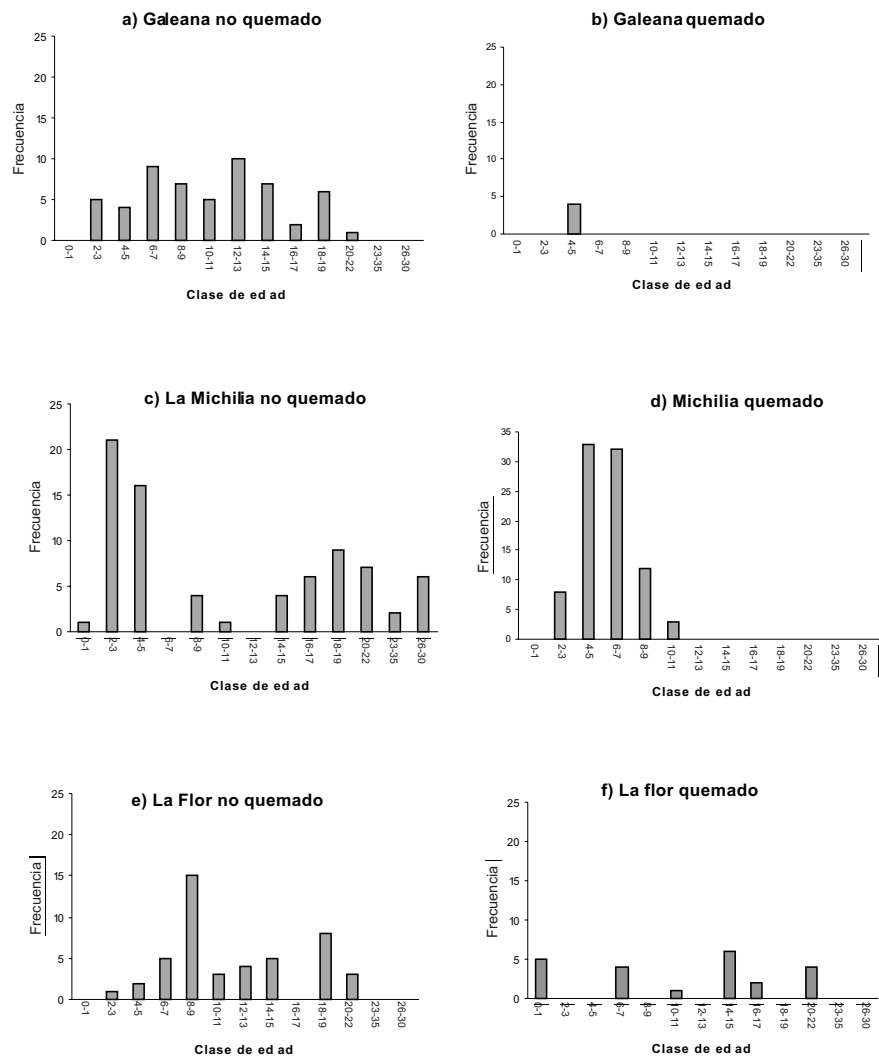 a) Galeana no quemado
25
20
15
10
5
0
Frecuencia
0-1 2-3 4-5 6-7 8-9 10-11 12-13 14-15 16-17 18-19 20-22 23-35 26-30
Clase de ed ad
b) Galeana quemado
25
20
15
10
5
0
Frecuencia
0-1 2-3 4-5 6-7 8-9 10-11 12-13 14-15 16-17 18-19 20-22 23-35 26-30
Clase de ed ad
c) La Michilia no quemado
25
20
15
10
5
0
Frecuencia
0-1 2-3 4-5 6-7 8-9 10-11 12-13 14-15 16-17 18-19 20-22 23-35 26-30
Clase de ed ad
d) Michilia quemado
35
30
25
20
15
10
5
0
Frecuencia
0-1 2-3 4-5 6-7 8-9 10-11 12-13 14-15 16-17 18-19 20-22 23-35 26-30
Clase de ed ad
e) La Flor no quemado
25
20
15
10
5
0
Frecuencia
0-1 2-3 4-5 6-7 8-9 10-11 12-13 14-15 16-17 18-19 20-22 23-35 26-30
Clase de ed ad
f) La flor quemado
25
20
15
10
5
0
Frecuencia
0-1 2-3 4-5 6-7 8-9 10-11 12-13 14-15 16-17 18-19 20-22 23-35 26-30
Clase de ed ad